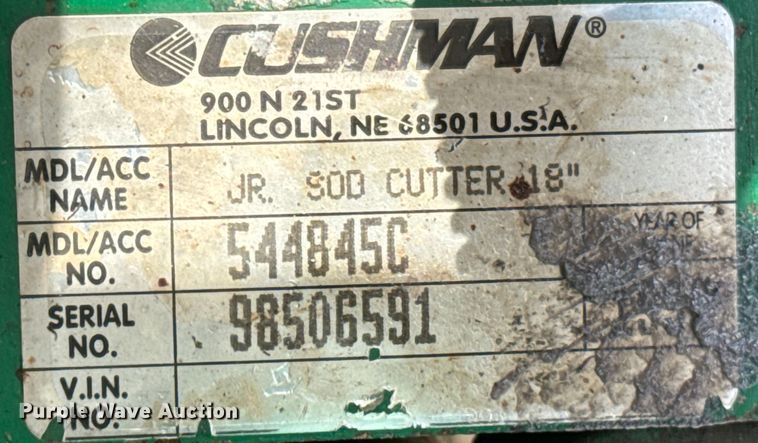 CUSHMAN®
900 N 21ST
LINCOLN, NE 68501 U.S.A.
MDL/ACC NAME JR. SOD CUTTER 18"
MDL/ACC NO. 544845C YEAR OF
SERIAL NO. 98506591
V.I.N. NO.
Purple Wave Auction